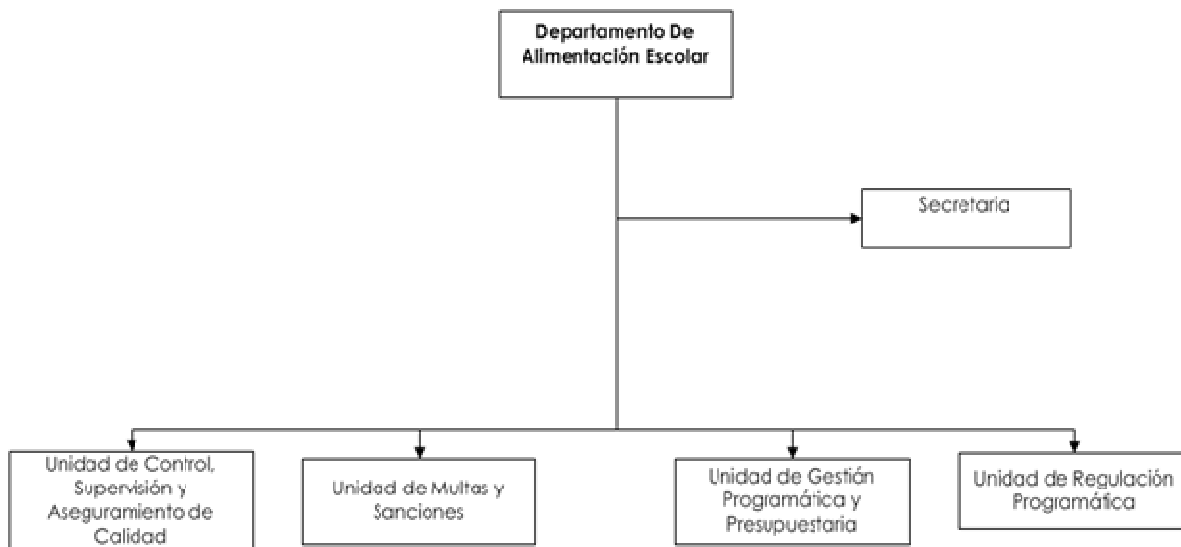 Departamento De
Alimentación Escolar
Secretaria
Unidad de Control,
Supervisión y
Aseguramiento de
Calidad
Unidad de Multas y
Sanciones
Unidad de Gestión
Programática y
Presupuestaria
Unidad de Regulación
Programática